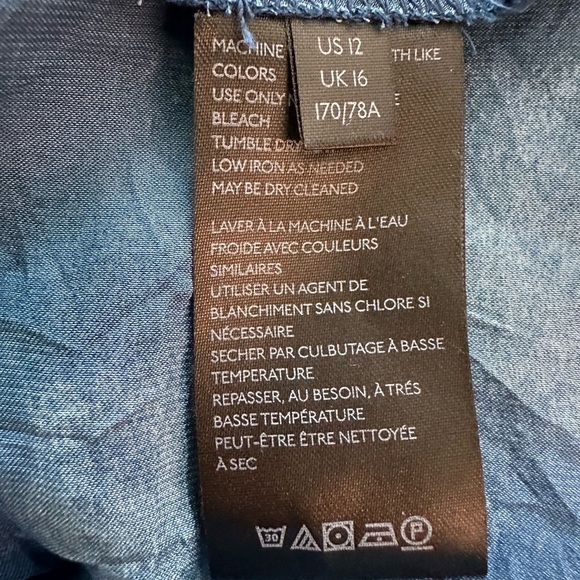 US 12
UK 16
170/78A
MACHINE TH LIKE
COLORS
USE ONLY N E
BLEACH
TUMBLE DRY
LOW IRON AS NEEDED
MAY BE DRY CLEANED
LAVER À LA MACHINE À L'EAU
FROIDE AVEC COULEURS
SIMILAIRES
UTILISER UN AGENT DE
BLANCHIMENT SANS CHLORE SI
NÉCESSAIRE
SECHER PAR CULBUTAGE À BASSE
TEMPERATURE
REPASSER, AU BESOIN, À TRÉS
BASSE TEMPÉRATURE
PEUT-ÊTRE ÊTRE NETTOYÉE
À SEC
30 P